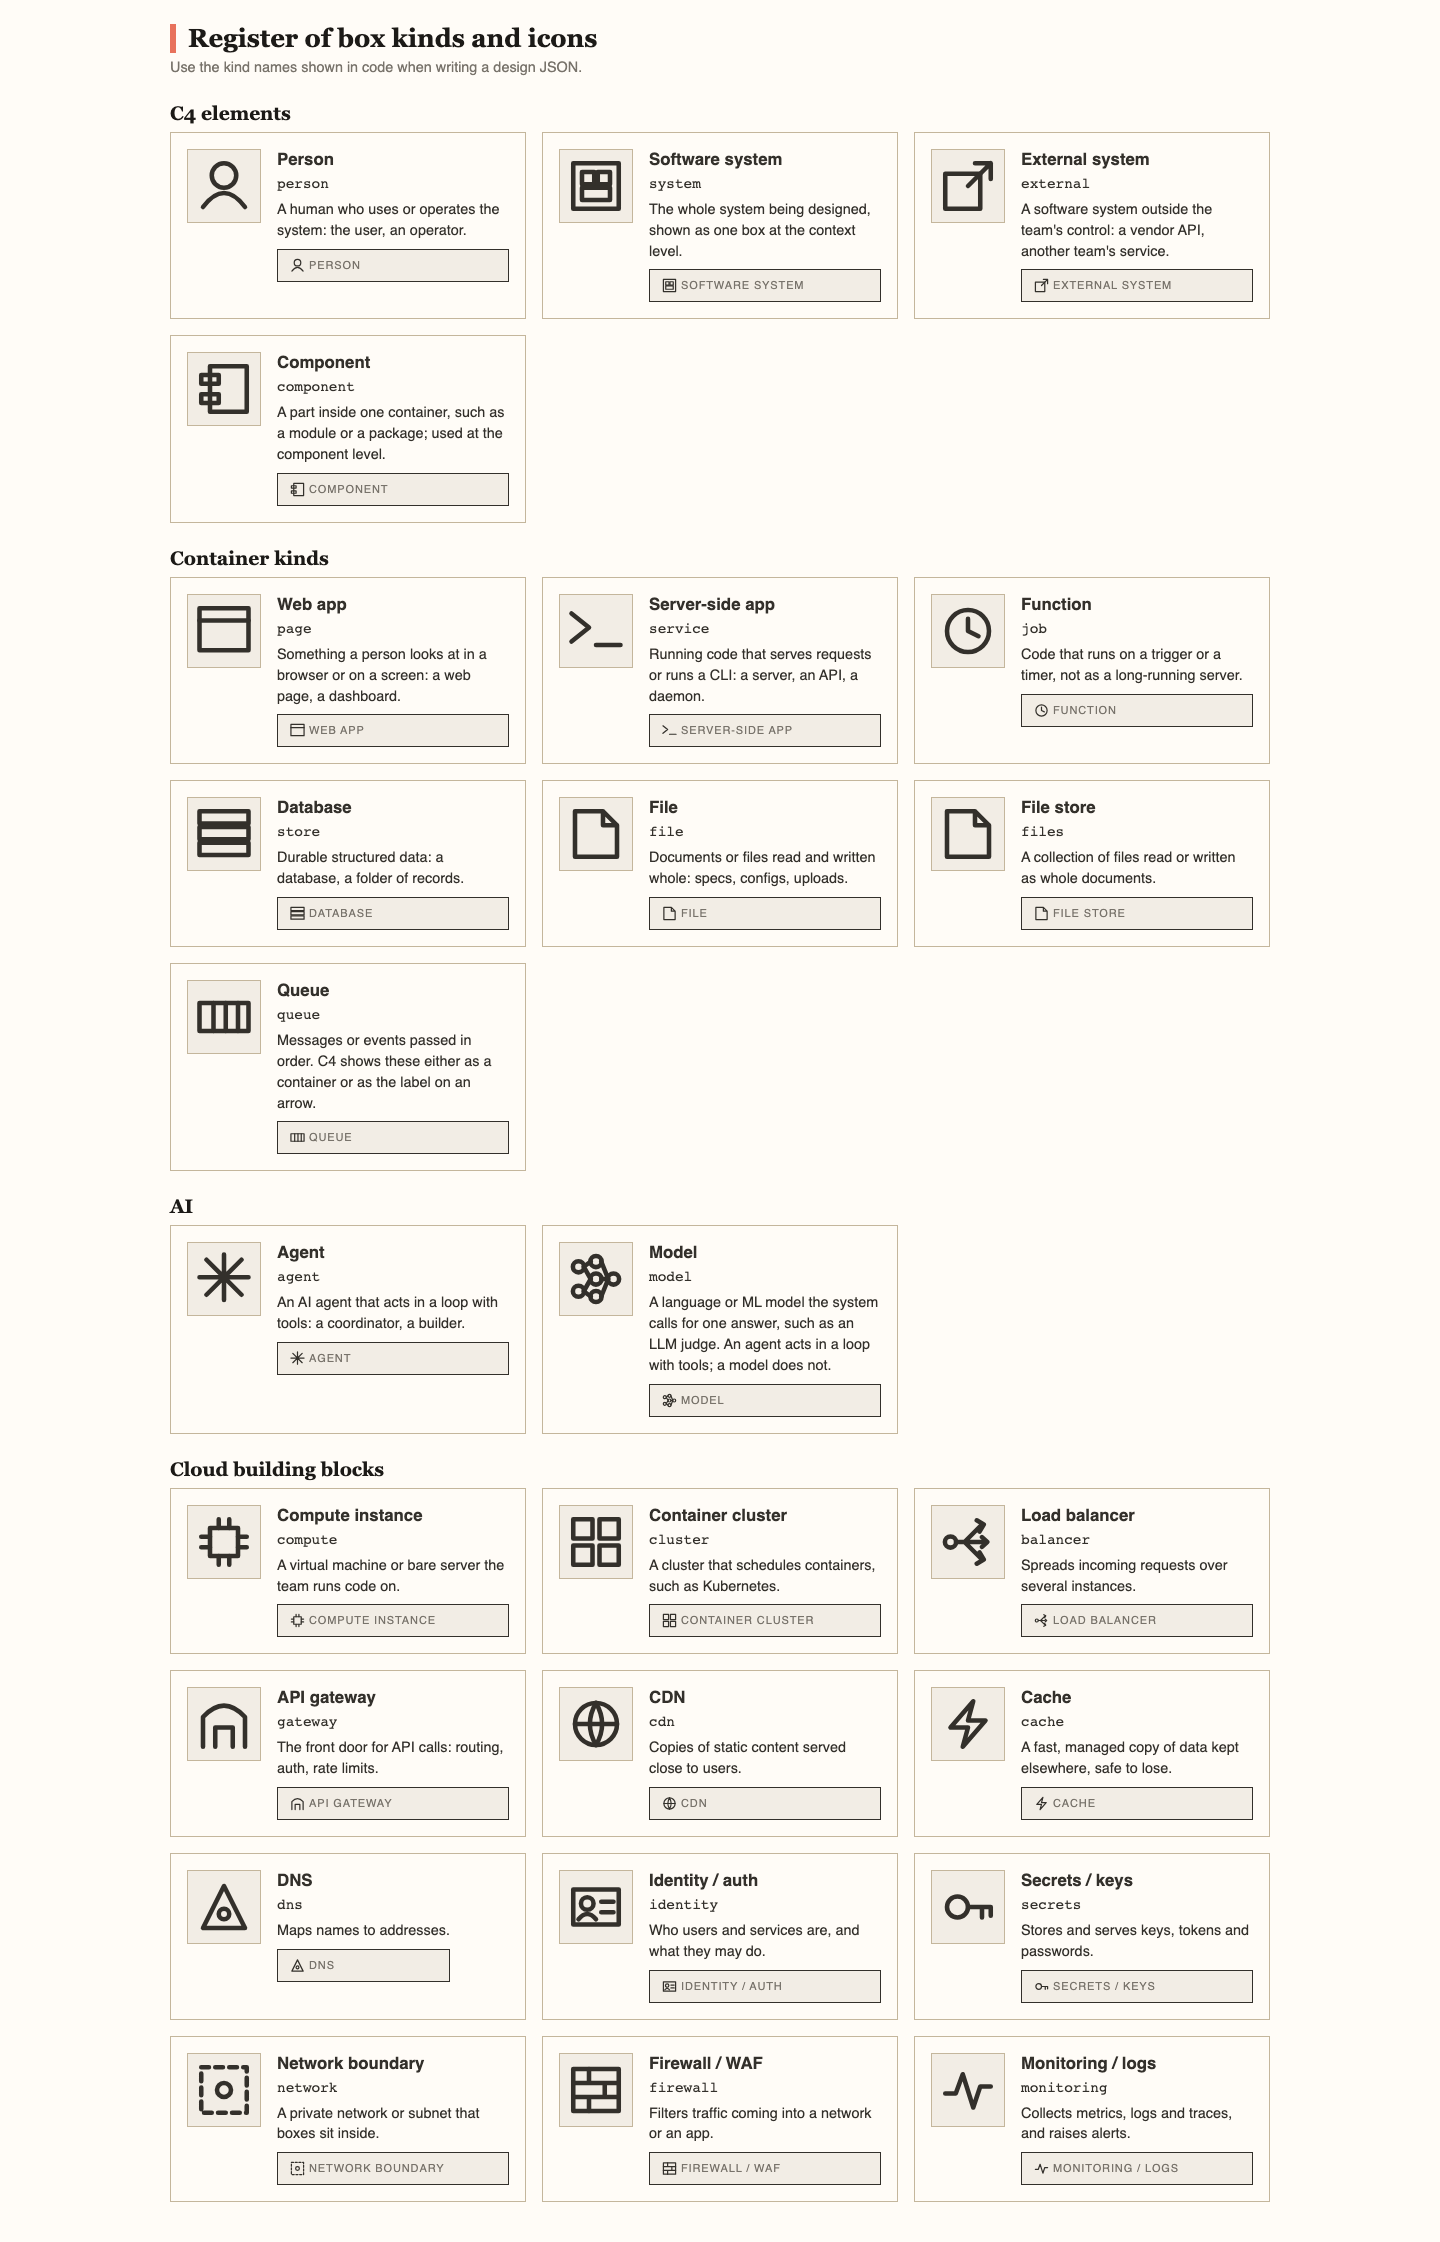 Register of box kinds and icons
Use the kind names shown in code when writing a design JSON.
C4 elements
Person
person
A human who uses or operates the
system: the user, an operator.
PERSON
Software system
system
The whole system being designed,
shown as one box at the context
level.
SOFTWARE SYSTEM
External system
external
A software system outside the
team's control: a vendor API,
another team's service.
EXTERNAL SYSTEM
Component
component
A part inside one container, such as
a module or a package; used at the
component level.
COMPONENT
Container kinds
Web app
page
Something a person looks at in a
browser or on a screen: a web
page, a dashboard.
WEB APP
Server-side app
service
Running code that serves requests
or runs a CLI: a server, an API, a
daemon.
SERVER-SIDE APP
Function
job
Code that runs on a trigger or a
timer, not as a long-running server.
FUNCTION
Database
store
Durable structured data: a
database, a folder of records.
DATABASE
File
file
Documents or files read and written
whole: specs, configs, uploads.
FILE
File store
files
A collection of files read or written
as whole documents.
FILE STORE
Queue
queue
Messages or events passed in
order. C4 shows these either as a
container or as the label on an
arrow.
QUEUE
AI
Agent
agent
An AI agent that acts in a loop with
tools: a coordinator, a builder.
AGENT
Model
model
A language or ML model the system
calls for one answer, such as an
LLM judge. An agent acts in a loop
with tools; a model does not.
MODEL
Cloud building blocks
Compute instance
compute
A virtual machine or bare server the
team runs code on.
COMPUTE INSTANCE
Container cluster
cluster
A cluster that schedules containers,
such as Kubernetes.
CONTAINER CLUSTER
Load balancer
balancer
Spreads incoming requests over
several instances.
LOAD BALANCER
API gateway
gateway
The front door for API calls: routing,
auth, rate limits.
API GATEWAY
CDN
cdn
Copies of static content served
close to users.
CDN
Cache
cache
A fast, managed copy of data kept
elsewhere, safe to lose.
CACHE
DNS
dns
Maps names to addresses.
DNS
Identity / auth
identity
Who users and services are, and
what they may do.
IDENTITY / AUTH
Secrets / keys
secrets
Stores and serves keys, tokens and
passwords.
SECRETS / KEYS
Network boundary
network
A private network or subnet that
boxes sit inside.
NETWORK BOUNDARY
Firewall / WAF
firewall
Filters traffic coming into a network
or an app.
FIREWALL / WAF
Monitoring / logs
monitoring
Collects metrics, logs and traces,
and raises alerts.
MONITORING / LOGS